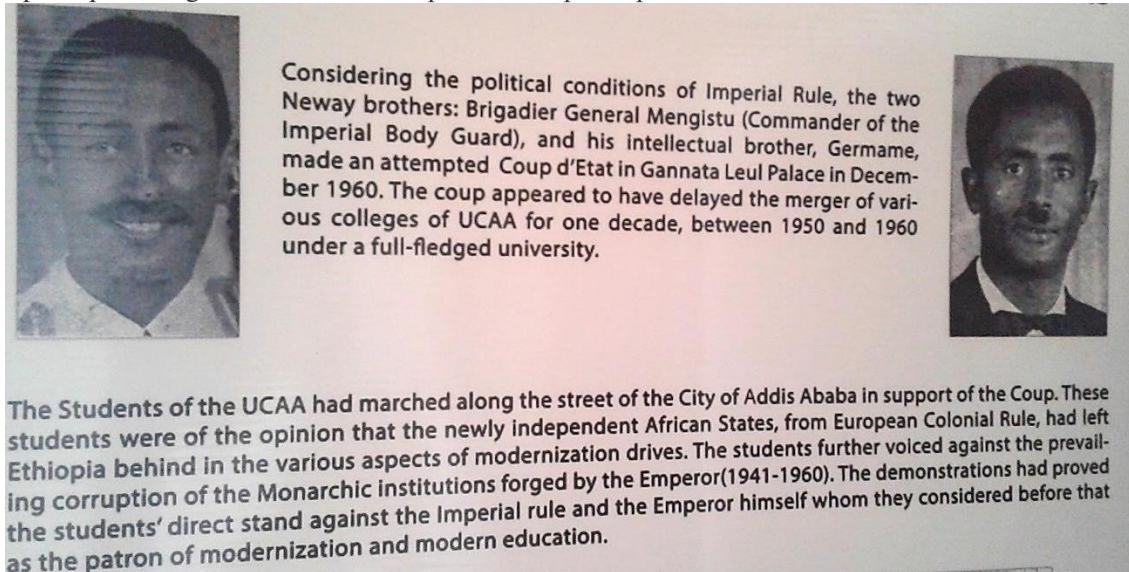 Considering the political conditions of Imperial Rule, the two
Neway brothers: Brigadier General Mengistu (Commander of the
Imperial Body Guard), and his intellectual brother, Germame,
made an attempted Coup d'Etat in Gannata Leul Palace in Decem-
ber 1960. The coup appeared to have delayed the merger of vari-
ous colleges of UCAA for one decade, between 1950 and 1960
under a full-fledged university.
The Students of the UCAA had marched along the street of the City of Addis Ababa in support of the Coup. These
students were of the opinion that the newly independent African States, from European Colonial Rule, had left
Ethiopia behind in the various aspects of modernization drives. The students further voiced against the prevail-
ing corruption of the Monarchic institutions forged by the Emperor(1941-1960). The demonstrations had proved
the students' direct stand against the Imperial rule and the Emperor himself whom they considered before that
as the patron of modernization and modern education.